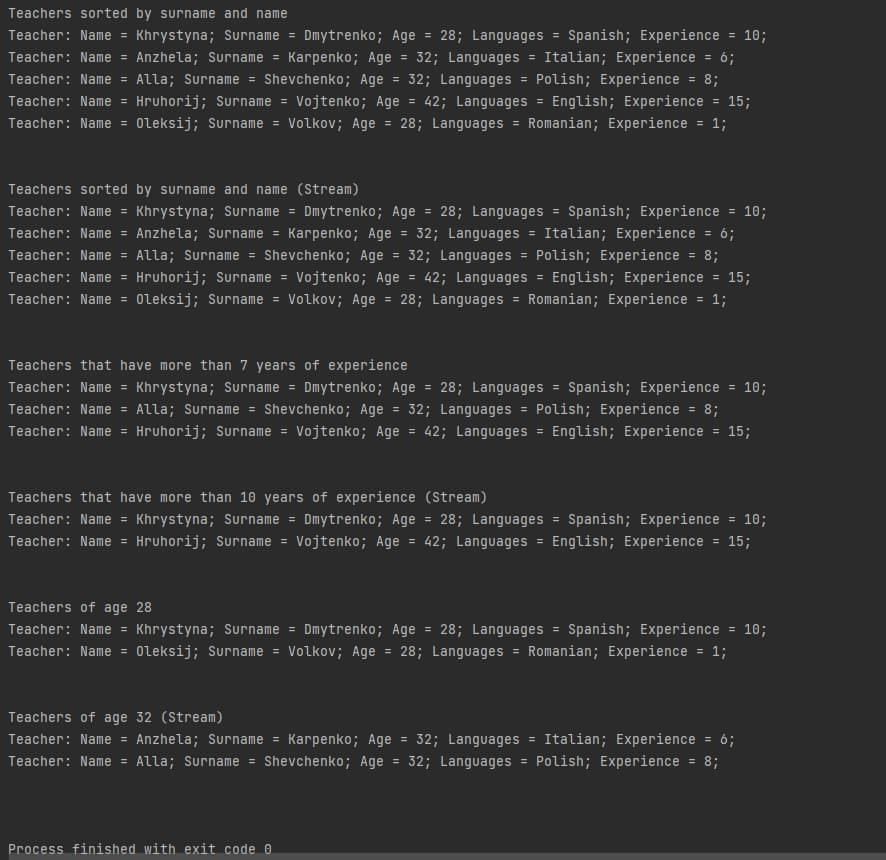 Teachers sorted by surname and name
Teacher: Name = Khrystyna; Surname = Dmytrenko; Age = 28; Languages = Spanish; Experience = 10;
Teacher: Name = Anzhela; Surname = Karpenko; Age = 32; Languages = Italian; Experience = 6;
Teacher: Name = Alla; Surname = Shevchenko; Age = 32; Languages = Polish; Experience = 8;
Teacher: Name = Hruhorij; Surname = Vojtenko; Age = 42; Languages = English; Experience = 15;
Teacher: Name = Oleksij; Surname = Volkov; Age = 28; Languages = Romanian; Experience = 1;
Teachers sorted by surname and name (Stream)
Teacher: Name = Khrystyna; Surname = Dmytrenko; Age = 28; Languages = Spanish; Experience = 10;
Teacher: Name = Anzhela; Surname = Karpenko; Age = 32; Languages = Italian; Experience = 6;
Teacher: Name = Alla; Surname = Shevchenko; Age = 32; Languages = Polish; Experience = 8;
Teacher: Name = Hruhorij; Surname = Vojtenko; Age = 42; Languages = English; Experience = 15;
Teacher: Name = Oleksij; Surname = Volkov; Age = 28; Languages = Romanian; Experience = 1;
Teachers that have more than 7 years of experience
Teacher: Name = Khrystyna; Surname = Dmytrenko; Age = 28; Languages = Spanish; Experience = 10;
Teacher: Name = Alla; Surname = Shevchenko; Age = 32; Languages = Polish; Experience = 8;
Teacher: Name = Hruhorij; Surname = Vojtenko; Age = 42; Languages = English; Experience = 15;
Teachers that have more than 10 years of experience (Stream)
Teacher: Name = Khrystyna; Surname = Dmytrenko; Age = 28; Languages = Spanish; Experience = 10;
Teacher: Name = Hruhorij; Surname = Vojtenko; Age = 42; Languages = English; Experience = 15;
Teachers of age 28
Teacher: Name = Khrystyna; Surname = Dmytrenko; Age = 28; Languages = Spanish; Experience = 10;
Teacher: Name = Oleksij; Surname = Volkov; Age = 28; Languages = Romanian; Experience = 1;
Teachers of age 32 (Stream)
Teacher: Name = Anzhela; Surname = Karpenko; Age = 32; Languages = Italian; Experience = 6;
Teacher: Name = Alla; Surname = Shevchenko; Age = 32; Languages = Polish; Experience = 8;
Process finished with exit code 0